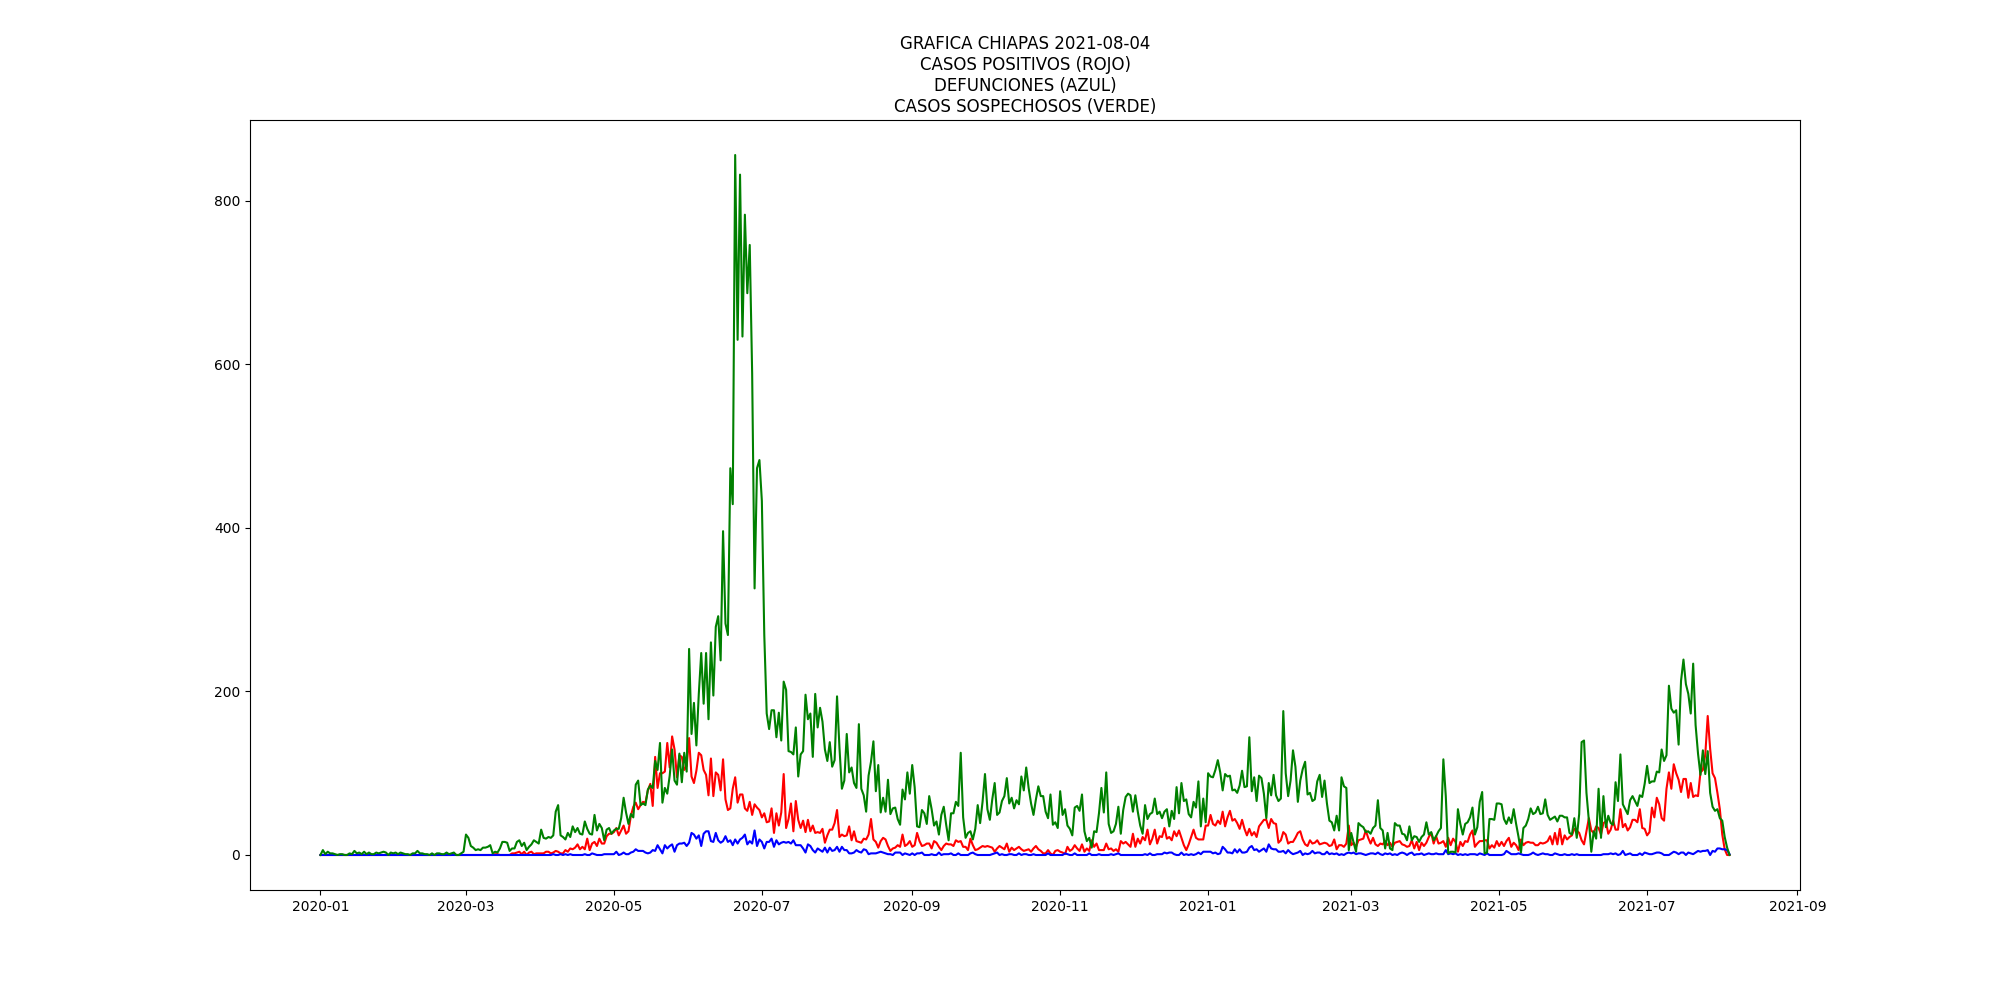 GRAFICA CHIAPAS 2021-08-04
CASOS POSITIVOS (ROJO)
DEFUNCIONES (AZUL)
CASOS SOSPECHOSOS (VERDE)
800
600
400
200
0
2020-01 2020-03 2020-05 2020-07 2020-09 2020-11 2021-01 2021-03 2021-05 2021-07 2021-09